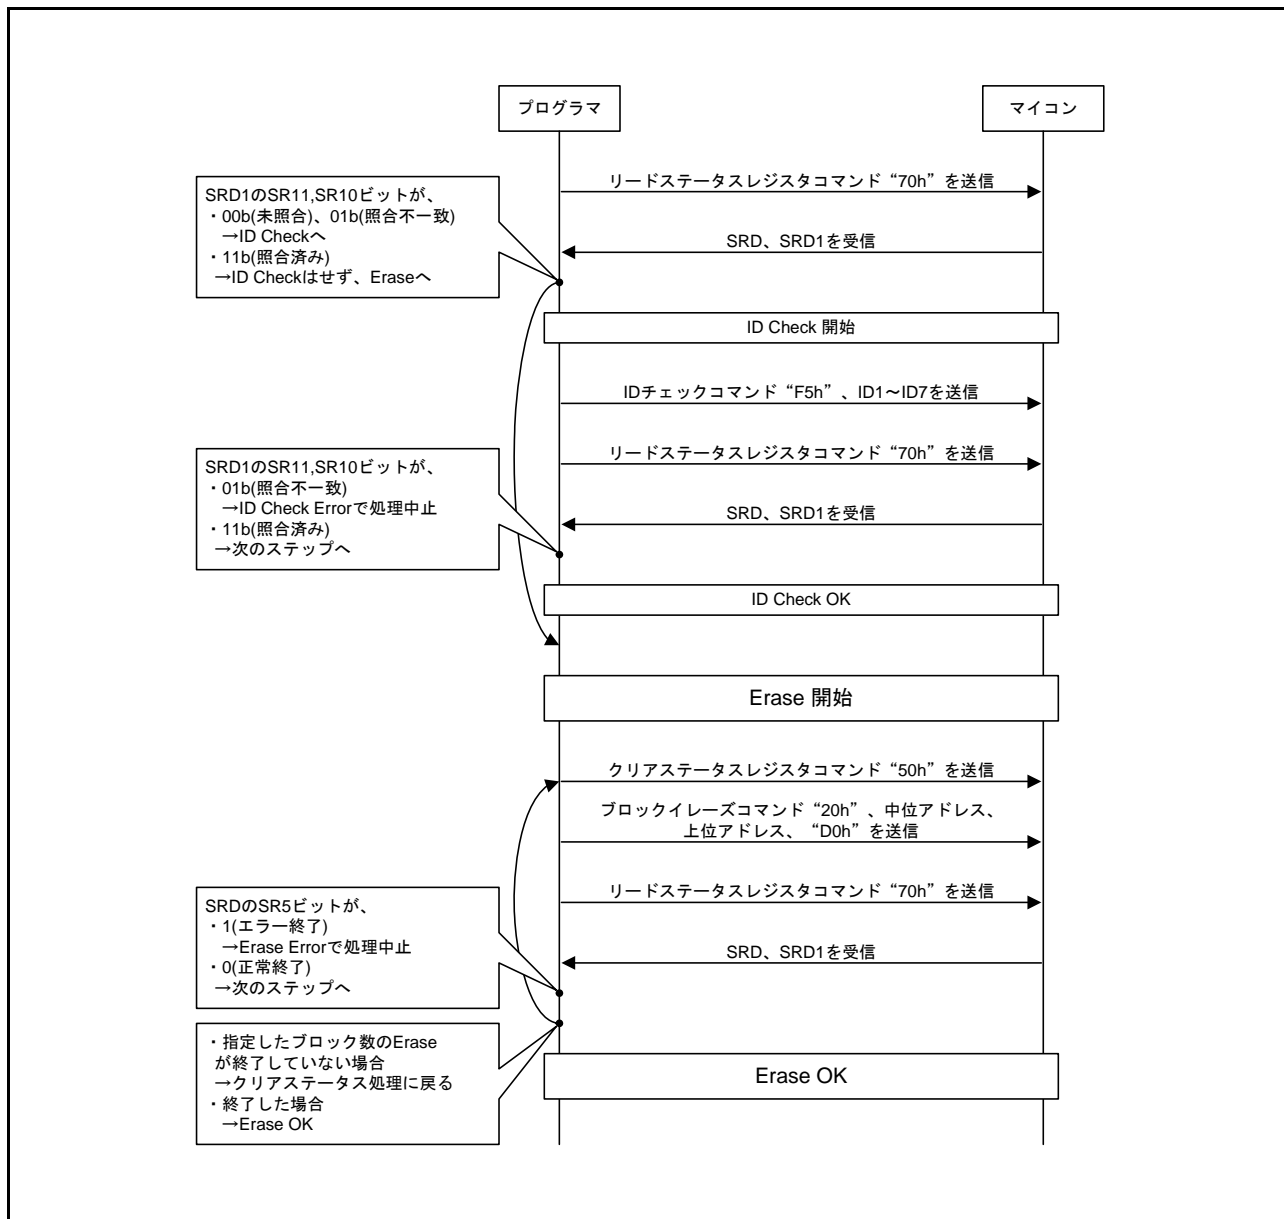 プログラマ
マイコン
リードステータスレジスタコマンド“70h”を送信
SRD1のSR11,SR10ビットが、
・00b(未照合)、01b(照合不一致)
→ID Checkへ
・11b(照合済み)
→ID Checkはせず、Eraseへ
SRD、SRD1を受信
ID Check 開始
IDチェックコマンド“F5h”、ID1～ID7を送信
リードステータスレジスタコマンド“70h”を送信
SRD1のSR11,SR10ビットが、
・01b(照合不一致)
→ID Check Errorで処理中止
・11b(照合済み)
→次のステップへ
SRD、SRD1を受信
ID Check OK
Erase 開始
クリアステータスレジスタコマンド“50h”を送信
ブロックイレーズコマンド“20h”、中位アドレス、
上位アドレス、“D0h”を送信
リードステータスレジスタコマンド“70h”を送信
SRDのSR5ビットが、
・1(エラー終了)
→Erase Errorで処理中止
・0(正常終了)
→次のステップへ
SRD、SRD1を受信
・指定したブロック数のErase
が終了していない場合
→クリアステータス処理に戻る
・終了した場合
→Erase OK
Erase OK